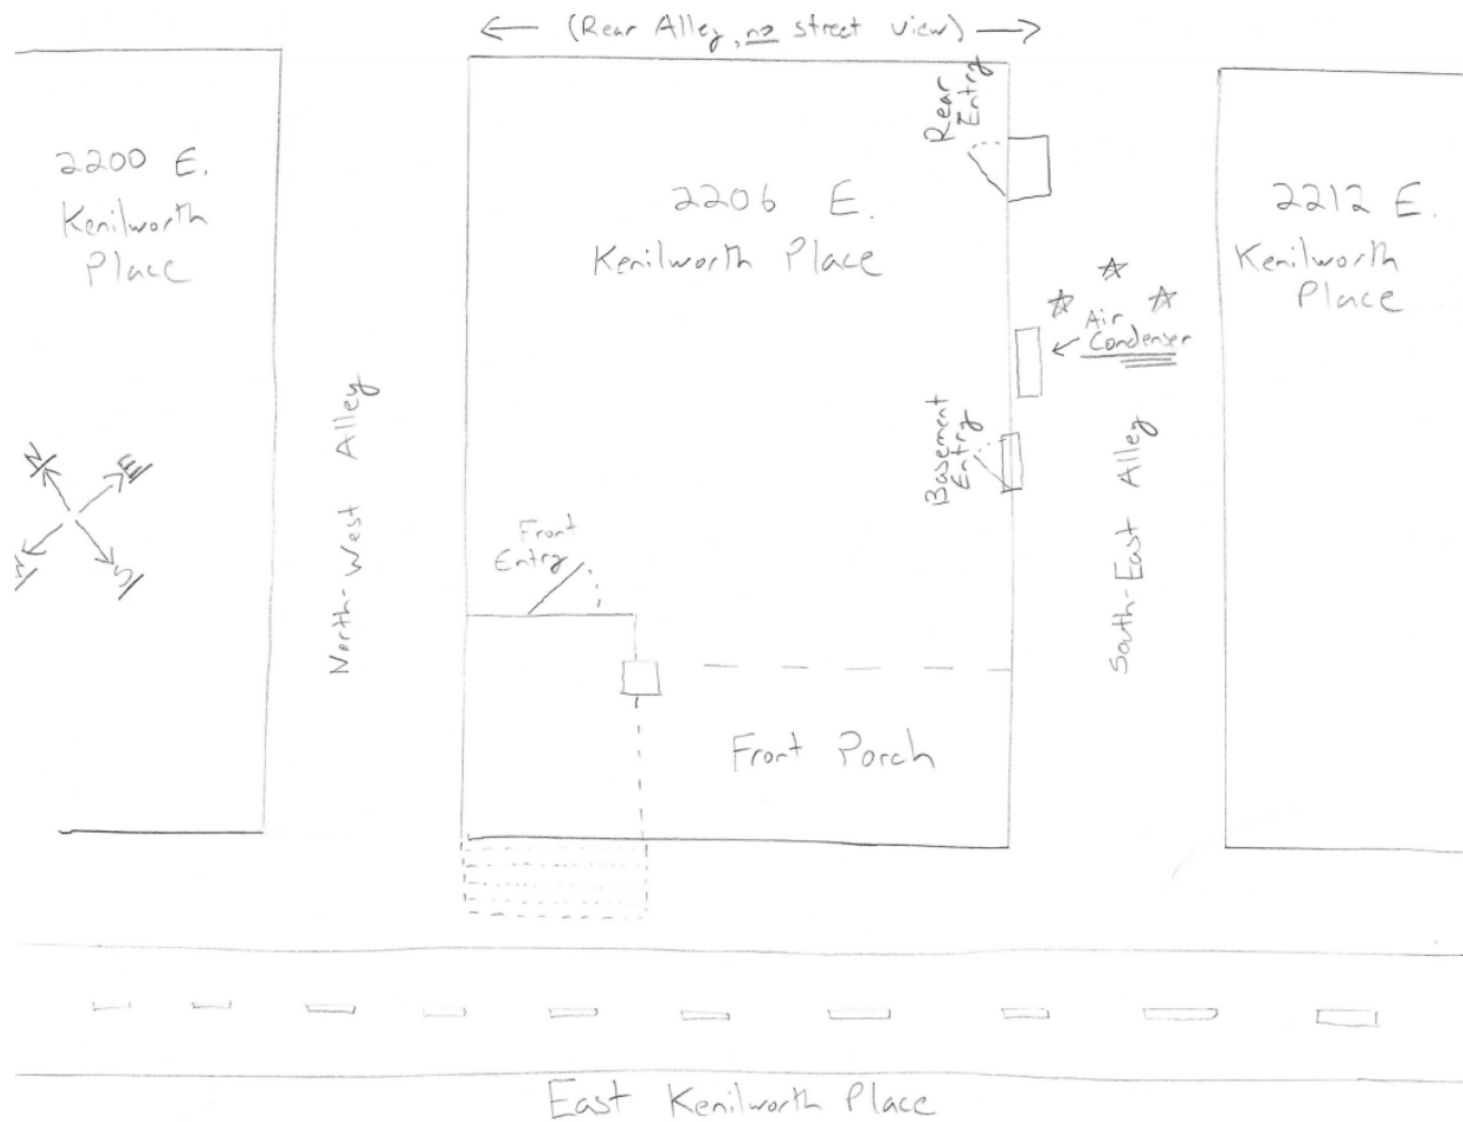 (Rear Alley, no street view)
2200 E.
Kenilworth
Place
2206 E.
Kenilworth Place
Rear
Entry
2212 E.
Kenilworth
Place
Air
Condenser
Basement
Entry
North-West Alley
South-East Alley
N
E
W
S
Front
Entry
Front Porch
East Kenilworth Place